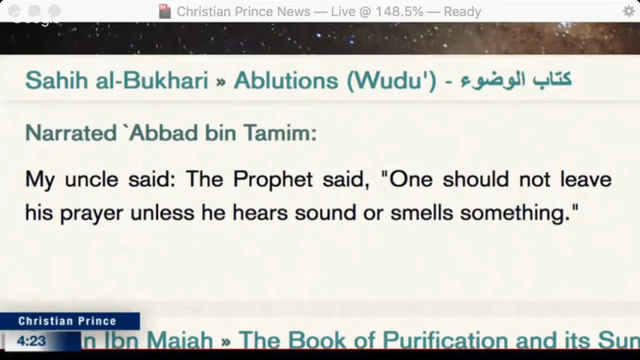 Christian Prince News — Live @ 148.5% — Ready
Google
Sahih al-Bukhari » Ablutions (Wudu') - كتاب الوضوء
Narrated `Abbad bin Tamim:
My uncle said: The Prophet said, "One should not leave
his prayer unless he hears sound or smells something."
Christian Prince
4:23
n Ibn Majah » The Book of Purification and its Sun